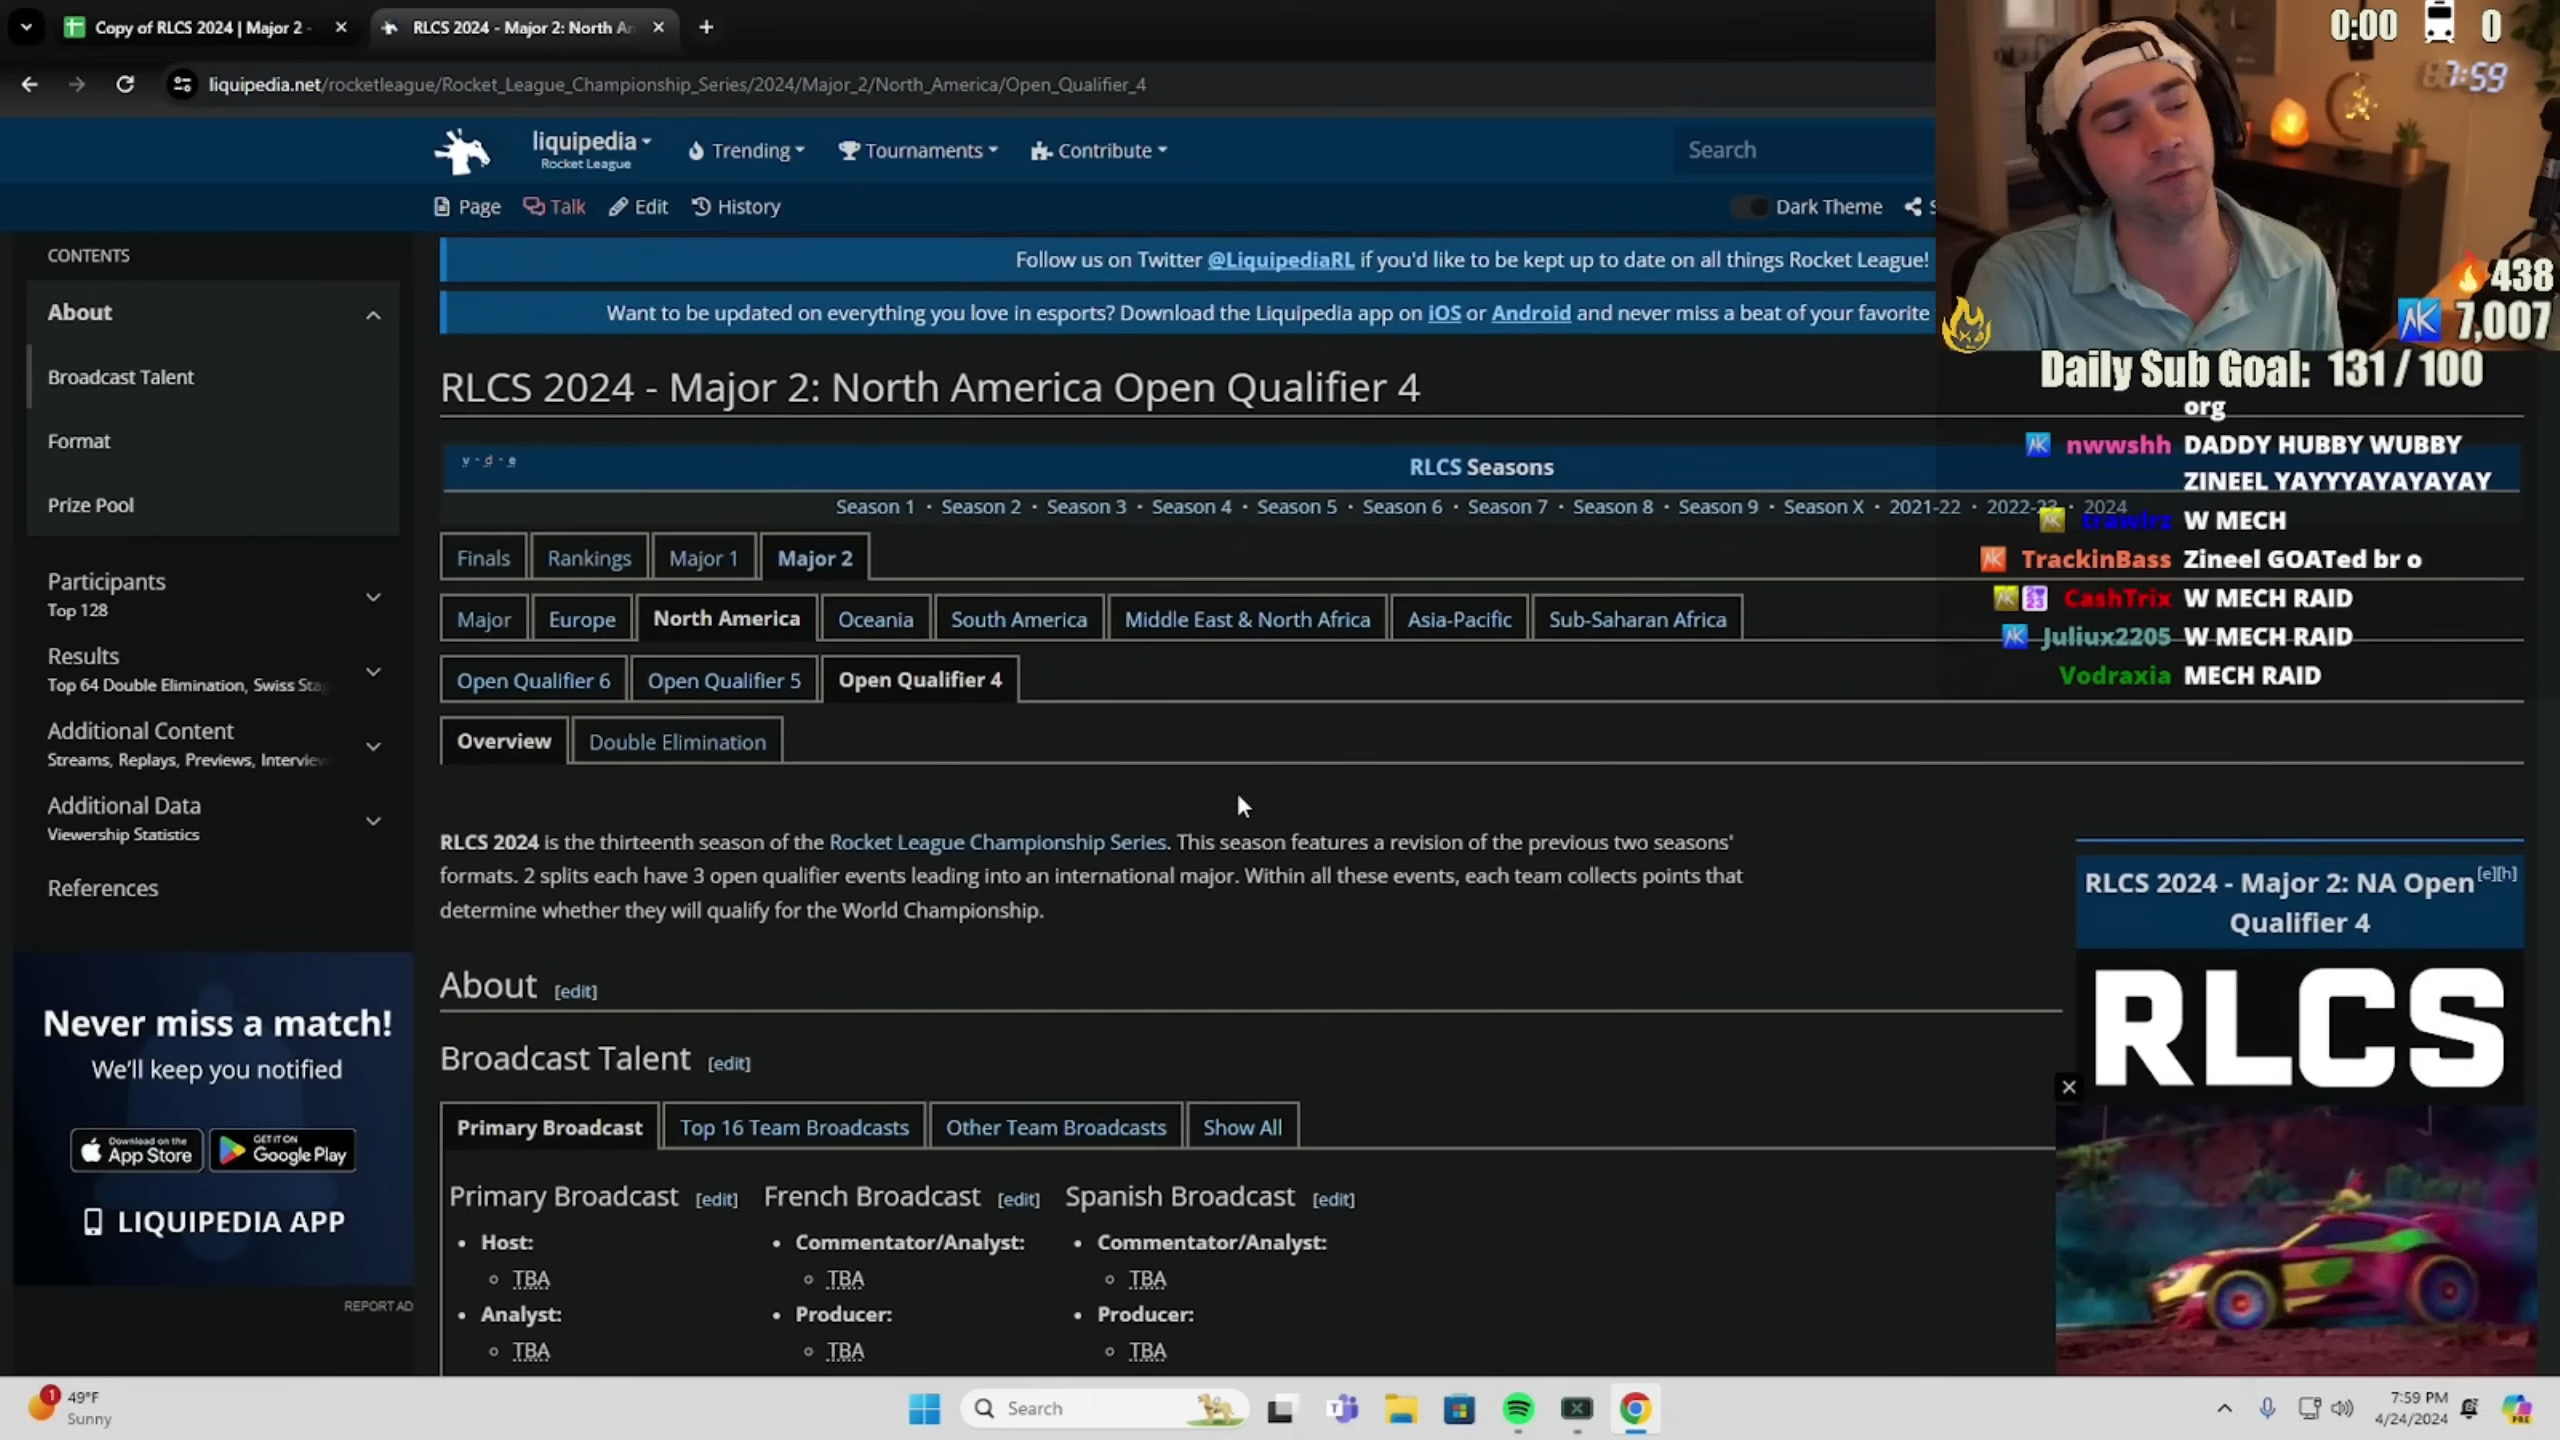 Copy of RLCS 2024 | Major 2 -
RLCS 2024 - Major 2: North An
liquipedia.net/rocketleague/Rocket_League_Championship_Series/2024/Major_2/North_America/Open_Qualifier_4
liquipedia
Rocket League
Trending
Tournaments
Contribute
Search
Page
Talk
Edit
History
Dark Theme
CONTENTS
About
Broadcast Talent
Format
Prize Pool
Participants
Top 128
Results
Top 64 Double Elimination, Swiss Stag
Additional Content
Streams, Replays, Previews, Interview
Additional Data
Viewership Statistics
References
Never miss a match!
We'll keep you notified
Download on the App Store
GET IT ON Google Play
LIQUIPEDIA APP
REPORT AD
Follow us on Twitter @LiquipediaRL if you'd like to be kept up to date on all things Rocket League!
Want to be updated on everything you love in esports? Download the Liquipedia app on iOS or Android and never miss a beat of your favorite
RLCS 2024 - Major 2: North America Open Qualifier 4
v · d · e
RLCS Seasons
Season 1 · Season 2 · Season 3 · Season 4 · Season 5 · Season 6 · Season 7 · Season 8 · Season 9 · Season X · 2021-22 · 2022-23 · 2024
Finals
Rankings
Major 1
Major 2
Major
Europe
North America
Oceania
South America
Middle East & North Africa
Asia-Pacific
Sub-Saharan Africa
Open Qualifier 6
Open Qualifier 5
Open Qualifier 4
Overview
Double Elimination
RLCS 2024 is the thirteenth season of the Rocket League Championship Series. This season features a revision of the previous two seasons'
formats. 2 splits each have 3 open qualifier events leading into an international major. Within all these events, each team collects points that
determine whether they will qualify for the World Championship.
About [edit]
Broadcast Talent [edit]
Primary Broadcast
Top 16 Team Broadcasts
Other Team Broadcasts
Show All
Primary Broadcast [edit]
Host:
TBA
Analyst:
TBA
French Broadcast [edit]
Commentator/Analyst:
TBA
Producer:
TBA
Spanish Broadcast [edit]
Commentator/Analyst:
TBA
Producer:
TBA
RLCS 2024 - Major 2: NA Open [e][h]
Qualifier 4
RLCS
0:00
0
7:59
438
7,007
Daily Sub Goal: 131 / 100
org
nwwshh DADDY HUBBY WUBBY
ZINEEL YAYYYAYAYAYAY
trawlrz W MECH
TrackinBass Zineel GOATed br o
CashTrix W MECH RAID
Juliux2205 W MECH RAID
Vodraxia MECH RAID
1
49°F
Sunny
Search
7:59 PM
4/24/2024